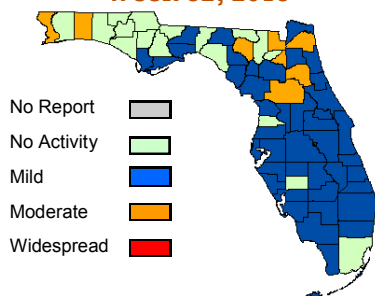 No Report
No Activity
Mild
Moderate
Widespread